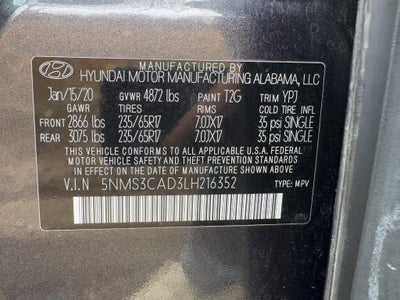 MANUFACTURED BY
HYUNDAI MOTOR MANUFACTURING ALABAMA, LLC
Jan/15/20 GVWR 4872 lbs PAINT T2G TRIM YPJ
GAWR TIRES RIMS COLD TIRE INFL
FRONT 2866 lbs 235/65R17 7.0JX17 35 psi SINGLE
REAR 3075 lbs 235/65R17 7.0JX17 35 psi SINGLE
THIS VEHICLE CONFORMS TO ALL APPLICABLE U.S. FEDERAL
MOTOR VEHICLE SAFETY AND THEFT PREVENTION STANDARDS
IN EFFECT ON THE DATE OF MANUFACTURE SHOWN ABOVE.
V.I.N 5NMS3CAD3LH216352 TYPE: MPV